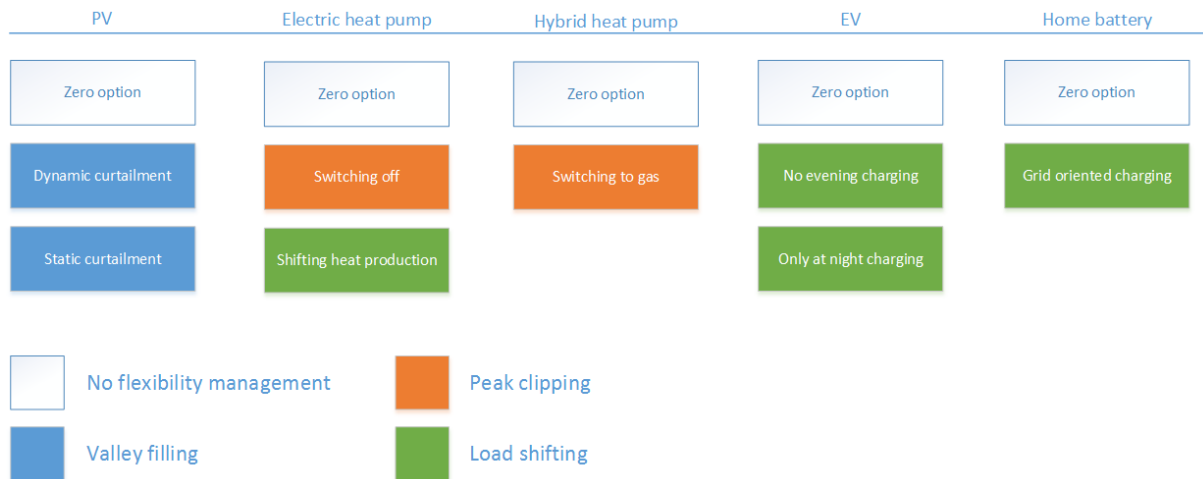 PV
Electric heat pump
Hybrid heat pump
EV
Home battery
Zero option
Zero option
Zero option
Zero option
Zero option
Dynamic curtailment
Switching off
Switching to gas
No evening charging
Grid oriented charging
Static curtailment
Shifting heat production
Only at night charging
No flexibility management
Peak clipping
Valley filling
Load shifting